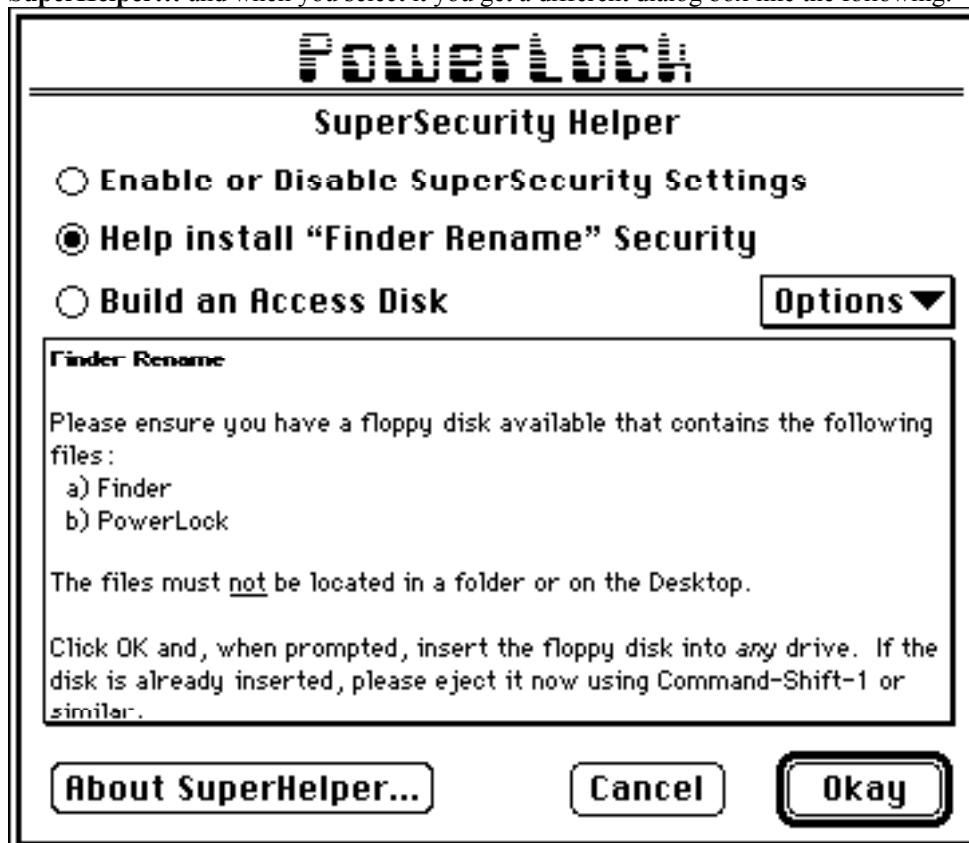 SuperHelper... and when you select it you get a different dialog box like the following:
PowerLock
SuperSecurity Helper
Enable or Disable SuperSecurity Settings
Help install “Finder Rename” Security
Build an Access Disk
Options
Finder Rename
Please ensure you have a floppy disk available that contains the following
files:
a) Finder
b) PowerLock
The files must not be located in a folder or on the Desktop.
Click OK and, when prompted, insert the floppy disk into any drive. If the
disk is already inserted, please eject it now using Command-Shift-1 or
similar.
About SuperHelper...
Cancel
Okay